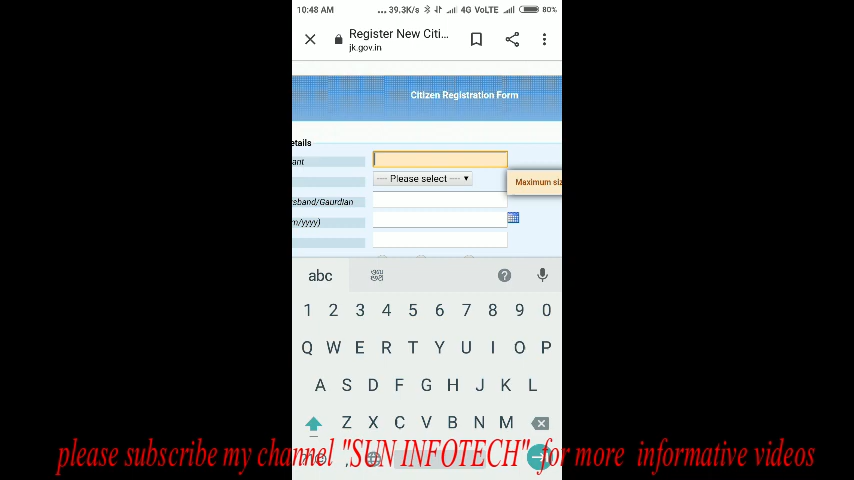 10:48 AM ... 39.3K/s 4G VoLTE 80%
Register New Citi...
jk.gov.in
Citizen Registration Form
etails
ant
--- Please select ---
Maximum siz
sband/Gaurdian
m/yyyy)
abc
1 2 3 4 5 6 7 8 9 0
Q W E R T Y U I O P
A S D F G H J K L
Z X C V B N M
please subscribe my channel "SUN INFOTECH" for more informative videos